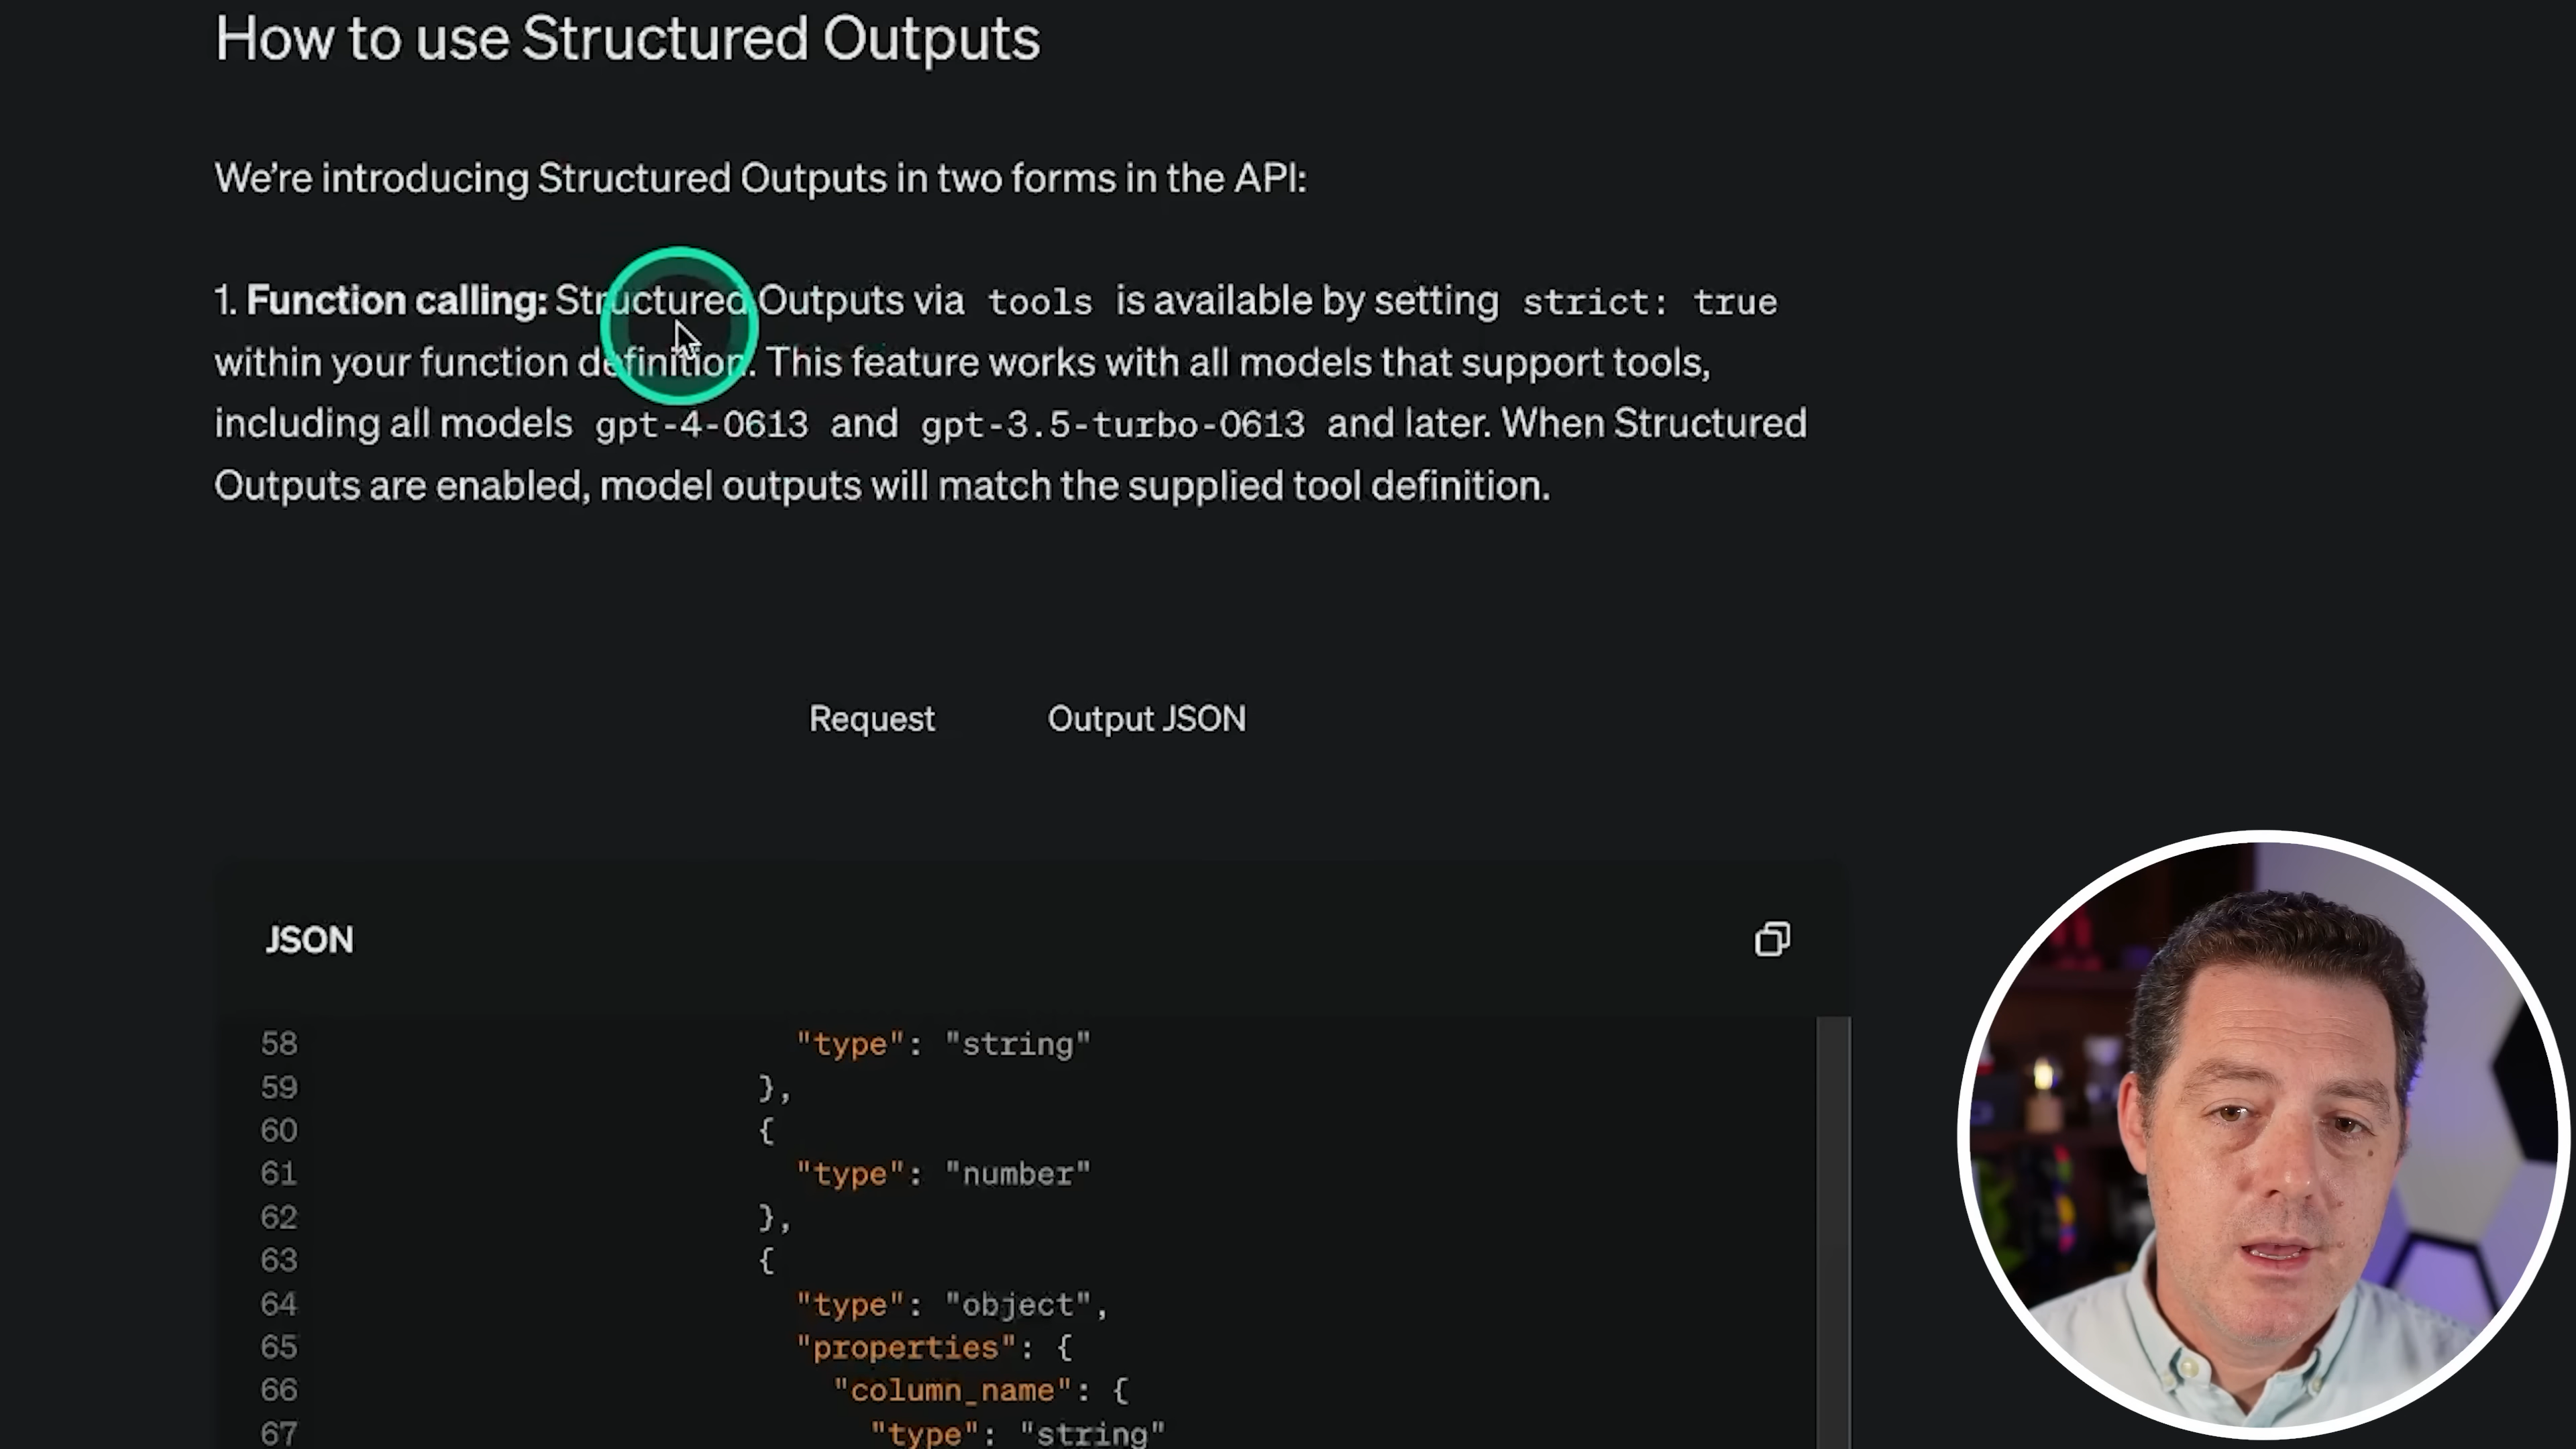 How to use Structured Outputs
We're introducing Structured Outputs in two forms in the API:
1. Function calling: Structured Outputs via tools is available by setting strict: true
within your function definition. This feature works with all models that support tools,
including all models gpt-4-0613 and gpt-3.5-turbo-0613 and later. When Structured
Outputs are enabled, model outputs will match the supplied tool definition.
Request Output JSON
JSON
58 "type": "string"
59 },
60 {
61 "type": "number"
62 },
63 {
64 "type": "object",
65 "properties": {
66 "column_name": {
67 "type": "string"